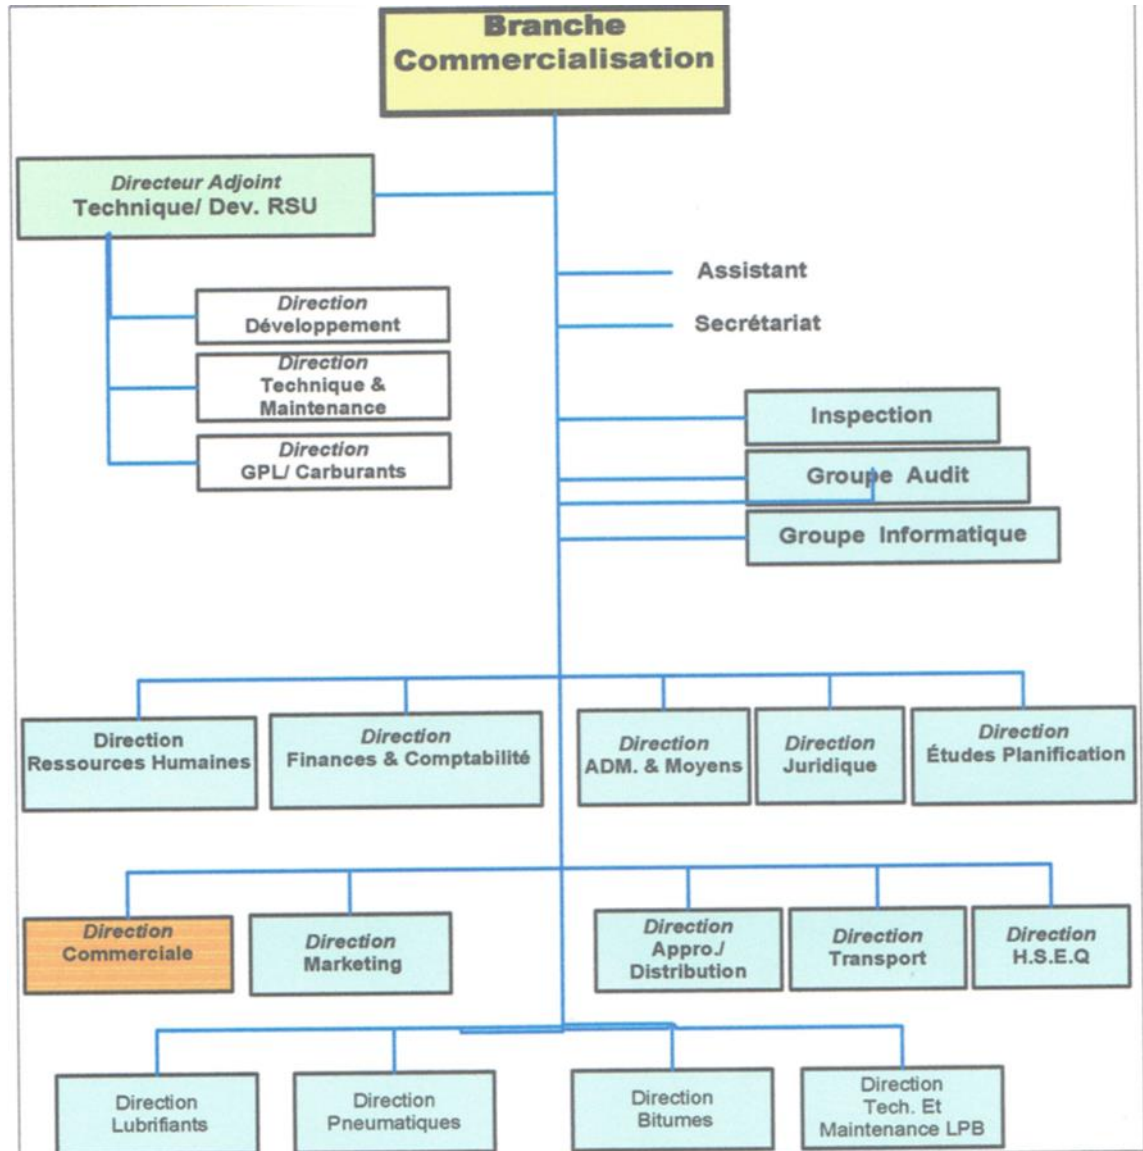 Branche
Commercialisation
Directeur Adjoint
Technique/ Dev. RSU
Assistant
Secrétariat
Direction
Développement
Direction
Technique &
Maintenance
Direction
GPL/ Carburants
Inspection
Groupe Audit
Groupe Informatique
Direction
Ressources Humaines
Direction
Finances & Comptabilité
Direction
ADM. & Moyens
Direction
Juridique
Direction
Études Planification
Direction
Commerciale
Direction
Marketing
Direction
Appro./
Distribution
Direction
Transport
Direction
H.S.E.Q
Direction
Lubrifiants
Direction
Pneumatiques
Direction
Bitumes
Direction
Tech. Et
Maintenance LPB